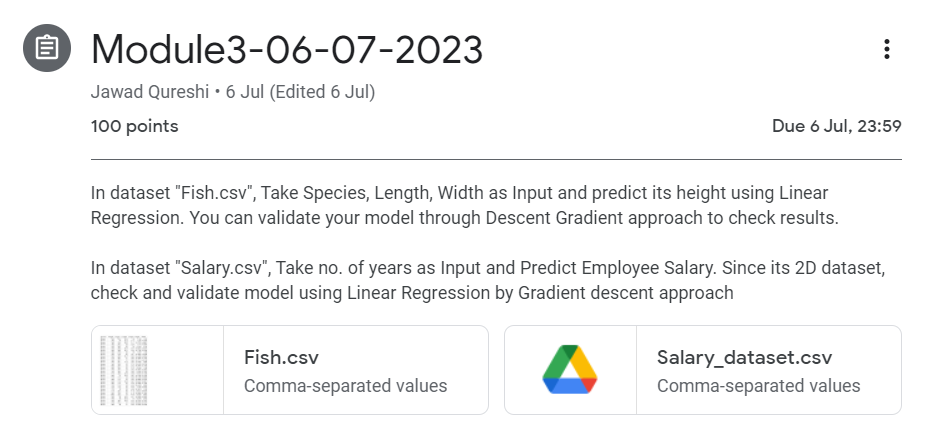 Module3-06-07-2023
Jawad Qureshi • 6 Jul (Edited 6 Jul)
100 points
Due 6 Jul, 23:59
In dataset "Fish.csv", Take Species, Length, Width as Input and predict its height using Linear
Regression. You can validate your model through Descent Gradient approach to check results.
In dataset "Salary.csv", Take no. of years as Input and Predict Employee Salary. Since its 2D dataset,
check and validate model using Linear Regression by Gradient descent approach
Fish.csv
Comma-separated values
Salary_dataset.csv
Comma-separated values